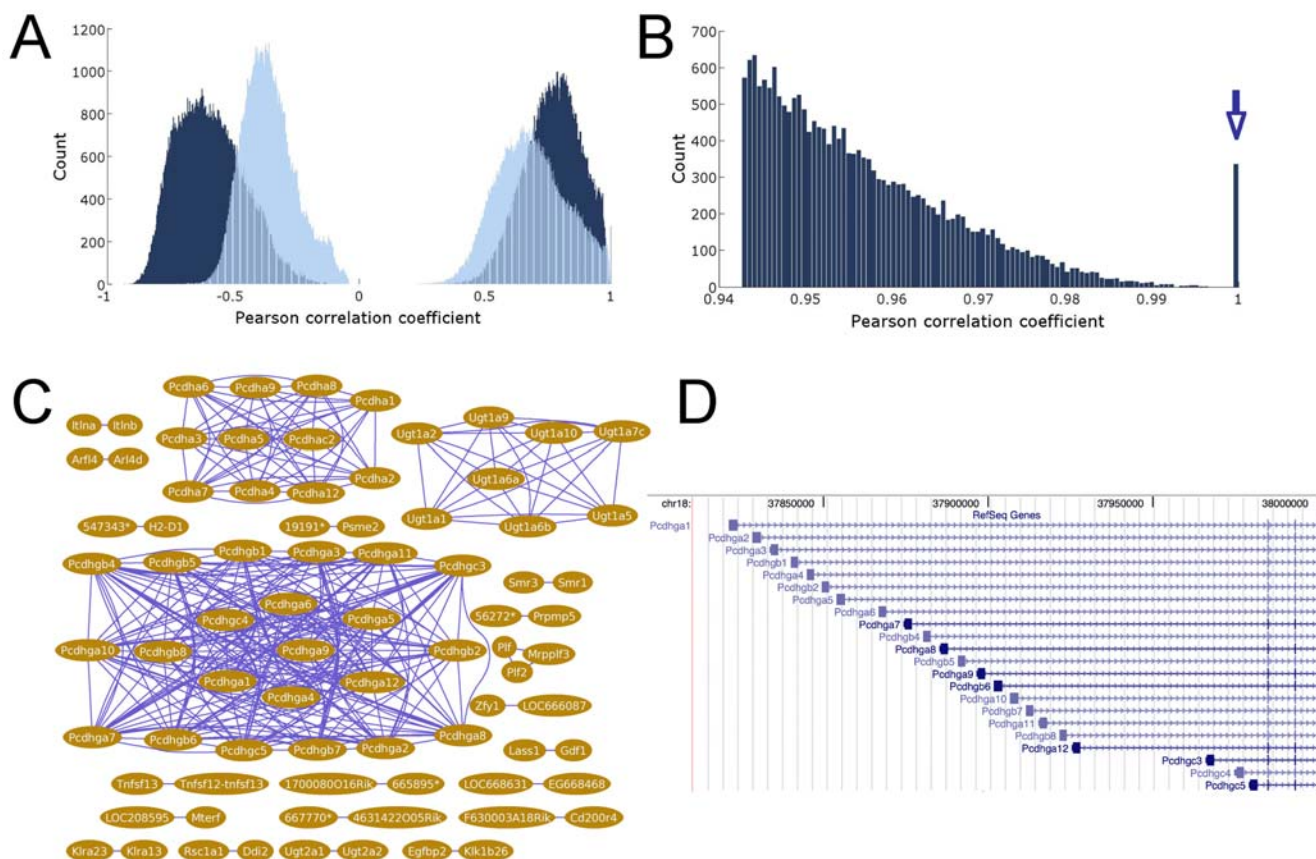 A
1200
1000
800
600
400
200
0
Count
-1
-0.5
0
0.5
1
Pearson correlation coefficient
B
700
600
500
400
300
200
100
0
Count
0.94
0.95
0.96
0.97
0.98
0.99
1
Pearson correlation coefficient
C
Itlna Itlnb
Arfl4 Arl4d
Pcdha6 Pcdha9 Pcdha8 Pcdha1
Pcdha3 Pcdha5 Pcdhac2
Pcdha7 Pcdha4 Pcdha12 Pcdha2
Ugt1a9
Ugt1a2 Ugt1a10 Ugt1a7c
Ugt1a6a
Ugt1a1 Ugt1a6b Ugt1a5
547343* H2-D1
19191* Psme2
Pcdhgb4 Pcdhgb5 Pcdhgb1 Pcdhga3 Pcdhga11 Pcdhgc3
Pcdhgc4 Pcdhga6 Pcdhga5
Pcdhga10 Pcdhgb8 Pcdhga9 Pcdhgb2
Pcdhga1 Pcdhga4 Pcdhga12
Pcdhga7 Pcdhgb6 Pcdhgc5 Pcdhgb7 Pcdhga2 Pcdhga8
Smr3 Smr1
56272* Prpmp5
Plf Mrpplf3
Plf2
Zfy1 LOC666087
Lass1 Gdf1
Tnfsf13 Tnfsf12-tnfsf13
1700080O16Rik 665895*
LOC668631 EG668468
LOC208595 Mterf
667770* 4631422O05Rik
F630003A18Rik Cd200r4
Klra23 Klra13
Rsc1a1 Ddi2
Ugt2a1 Ugt2a2
Egfbp2 Klk1b26
D
chr18: 37850000 37900000 37950000 38000000
RefSeq Genes
Pcdhga1
Pcdhga2
Pcdhga3
Pcdhgb1
Pcdhga4
Pcdhgb2
Pcdhga5
Pcdhga6
Pcdhga7
Pcdhgb4
Pcdhga8
Pcdhgb5
Pcdhga9
Pcdhgb6
Pcdhga10
Pcdhgb7
Pcdhga11
Pcdhgb8
Pcdhga12
Pcdhgc3
Pcdhgc4
Pcdhgc5